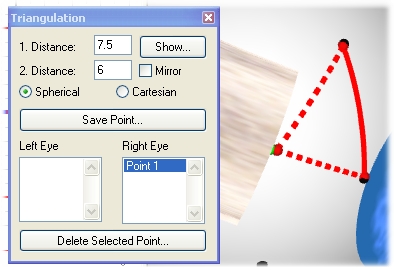 Triangulation
1. Distance: 7.5 Show...
2. Distance: 6 Mirror
Spherical Cartesian
Save Point...
Left Eye Right Eye
Point 1
Delete Selected Point...